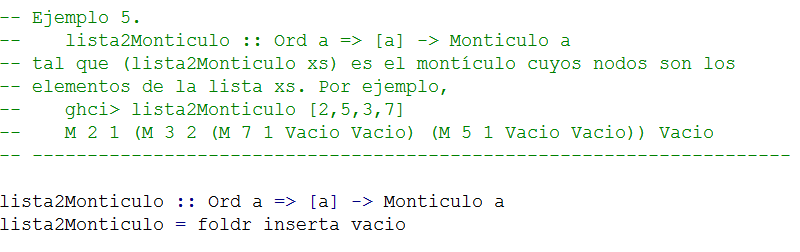 -- Ejemplo 5.
--    lista2Monticulo :: Ord a => [a] -> Monticulo a
-- tal que (lista2Monticulo xs) es el montículo cuyos nodos son los
-- elementos de la lista xs. Por ejemplo,
--    ghci> lista2Monticulo [2,5,3,7]
--    M 2 1 (M 3 2 (M 7 1 Vacio Vacio) (M 5 1 Vacio Vacio)) Vacio
-- ---------------------------------------------------------------------
lista2Monticulo :: Ord a => [a] -> Monticulo a
lista2Monticulo = foldr inserta vacio